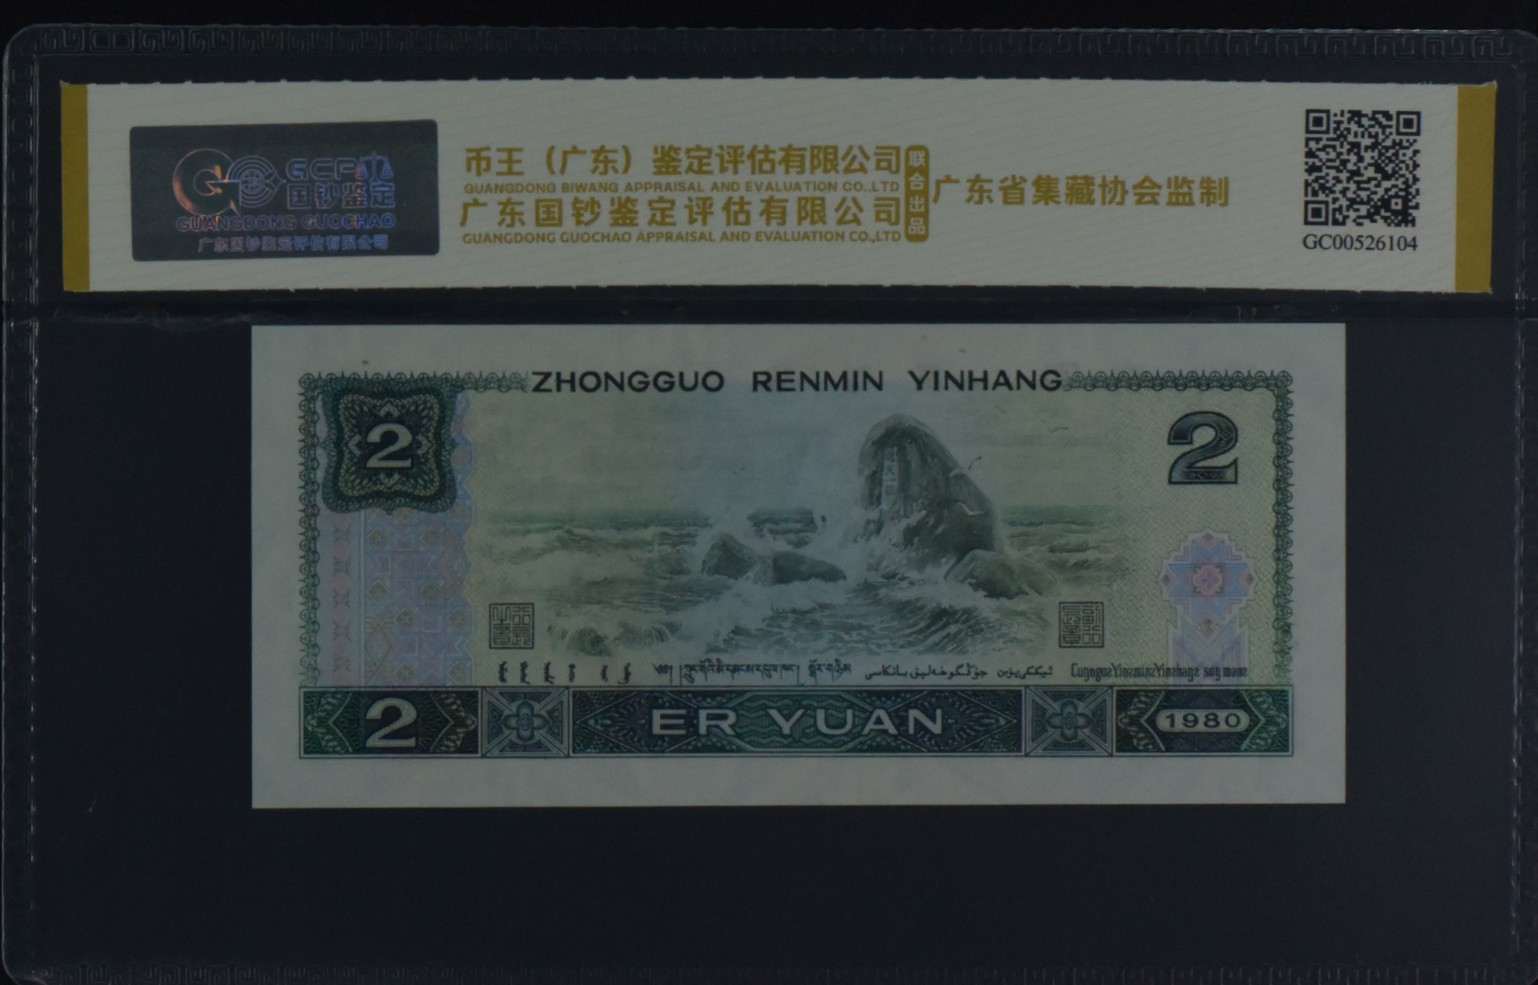 GCP
国钞鉴定
GUANGDONG GUOCHAO
广东国钞鉴定评估有限公司
币王（广东）鉴定评估有限公司
GUANGDONG BIWANG APPRAISAL AND EVALUATION CO.,LTD
广东国钞鉴定评估有限公司
GUANGDONG GUOCHAO APPRAISAL AND EVALUATION CO.,LTD
联合出品
广东省集藏协会监制
GC00526104
ZHONGGUO RENMIN YINHANG
2
2
2
ER YUAN
1980